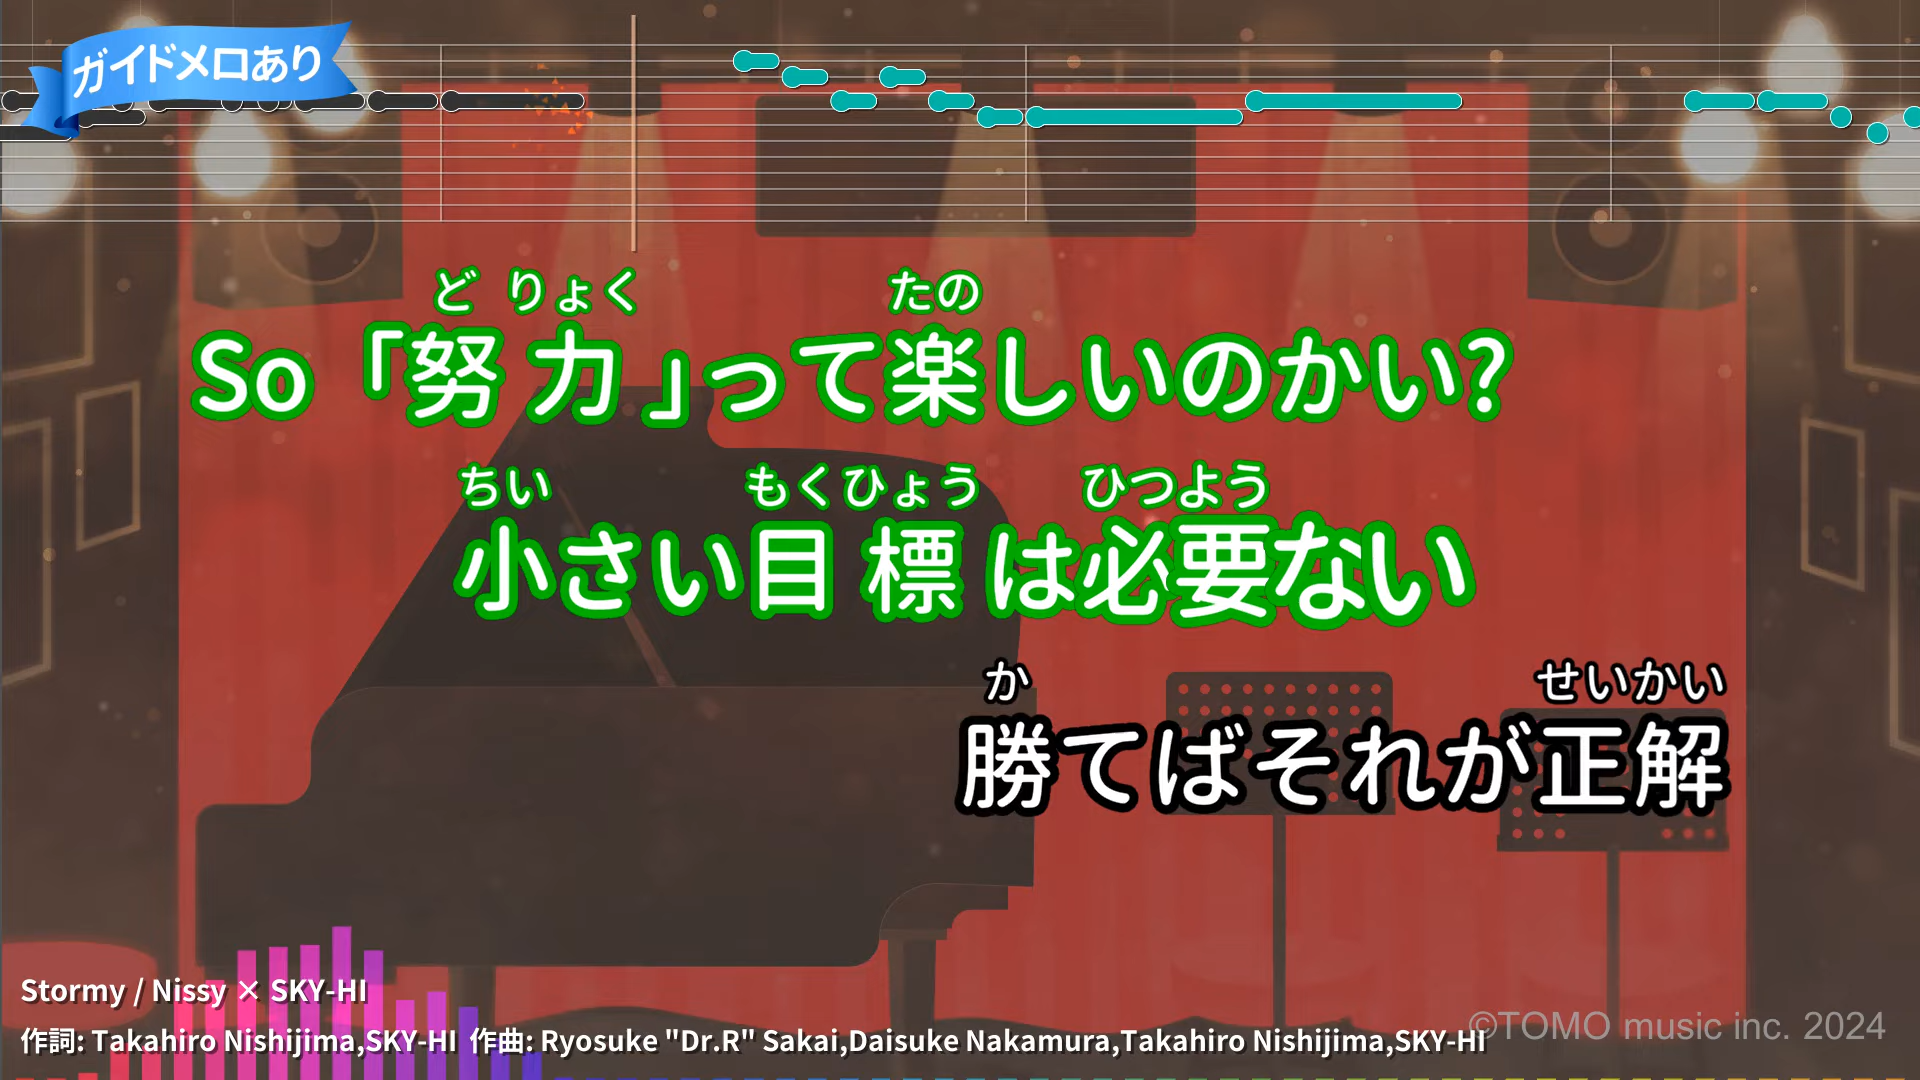 ガイドメロあり
ど りょく たの
So「努力」って楽しいのかい?
ちい もくひょう ひつよう
小さい目標は必要ない
か せいかい
勝てばそれが正解
Stormy / Nissy × SKY-HI
作詞: Takahiro Nishijima,SKY-HI 作曲: Ryosuke "Dr.R" Sakai,Daisuke Nakamura,Takahiro Nishijima,SKY-HI
©TOMO music inc. 2024